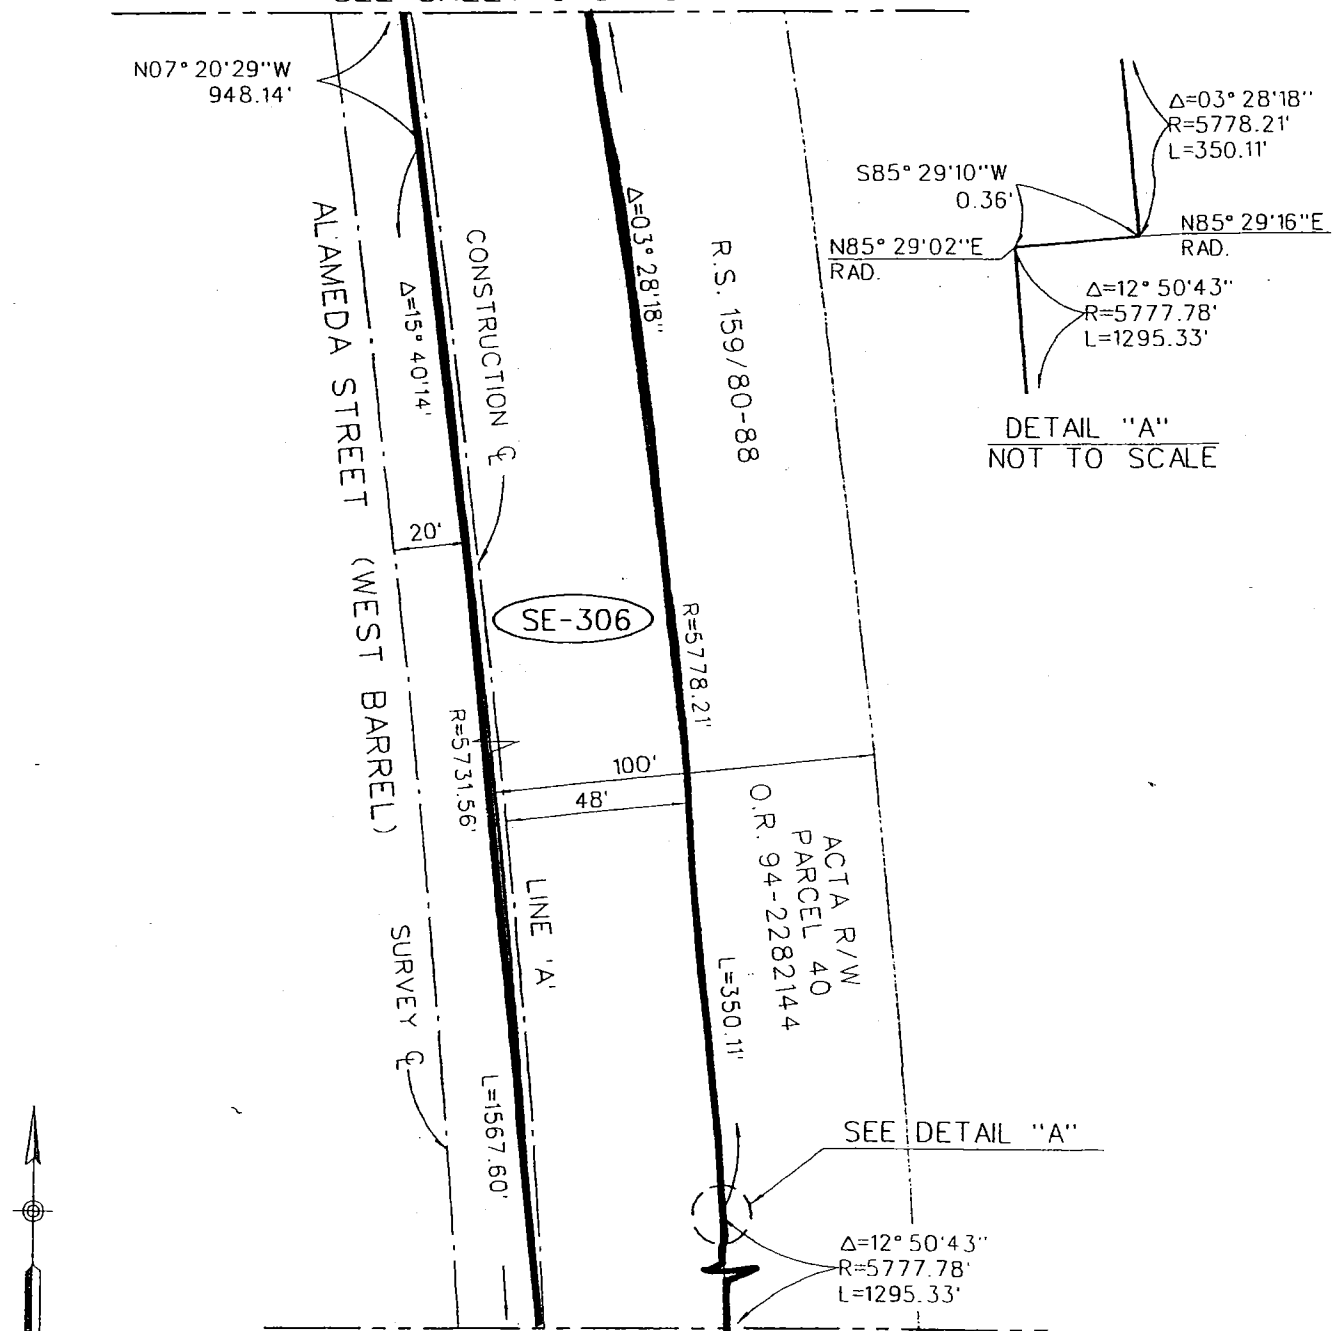 N07° 20'29"W
948.14'
Δ=03° 28'18"
R=5778.21'
L=350.11'
S85° 29'10"W
0.36'
N85° 29'16"E
RAD.
N85° 29'02"E
RAD.
Δ=12° 50'43"
R=5777.78'
L=1295.33'
DETAIL "A"
NOT TO SCALE
ALAMEDA STREET (WEST BARREL)
Δ=15° 40'14'
CONSTRUCTION ℄
Δ=03° 28'18"
R.S. 159/80-88
20'
SE-306
R=5778.21'
R=5731.56'
100'
48'
LINE 'A'
ACTA R/W
PARCEL 40
O.R. 94-2282144
SURVEY ℄
L=350.11'
L=1567.60'
SEE DETAIL "A"
Δ=12° 50'43"
R=5777.78'
L=1295.33'